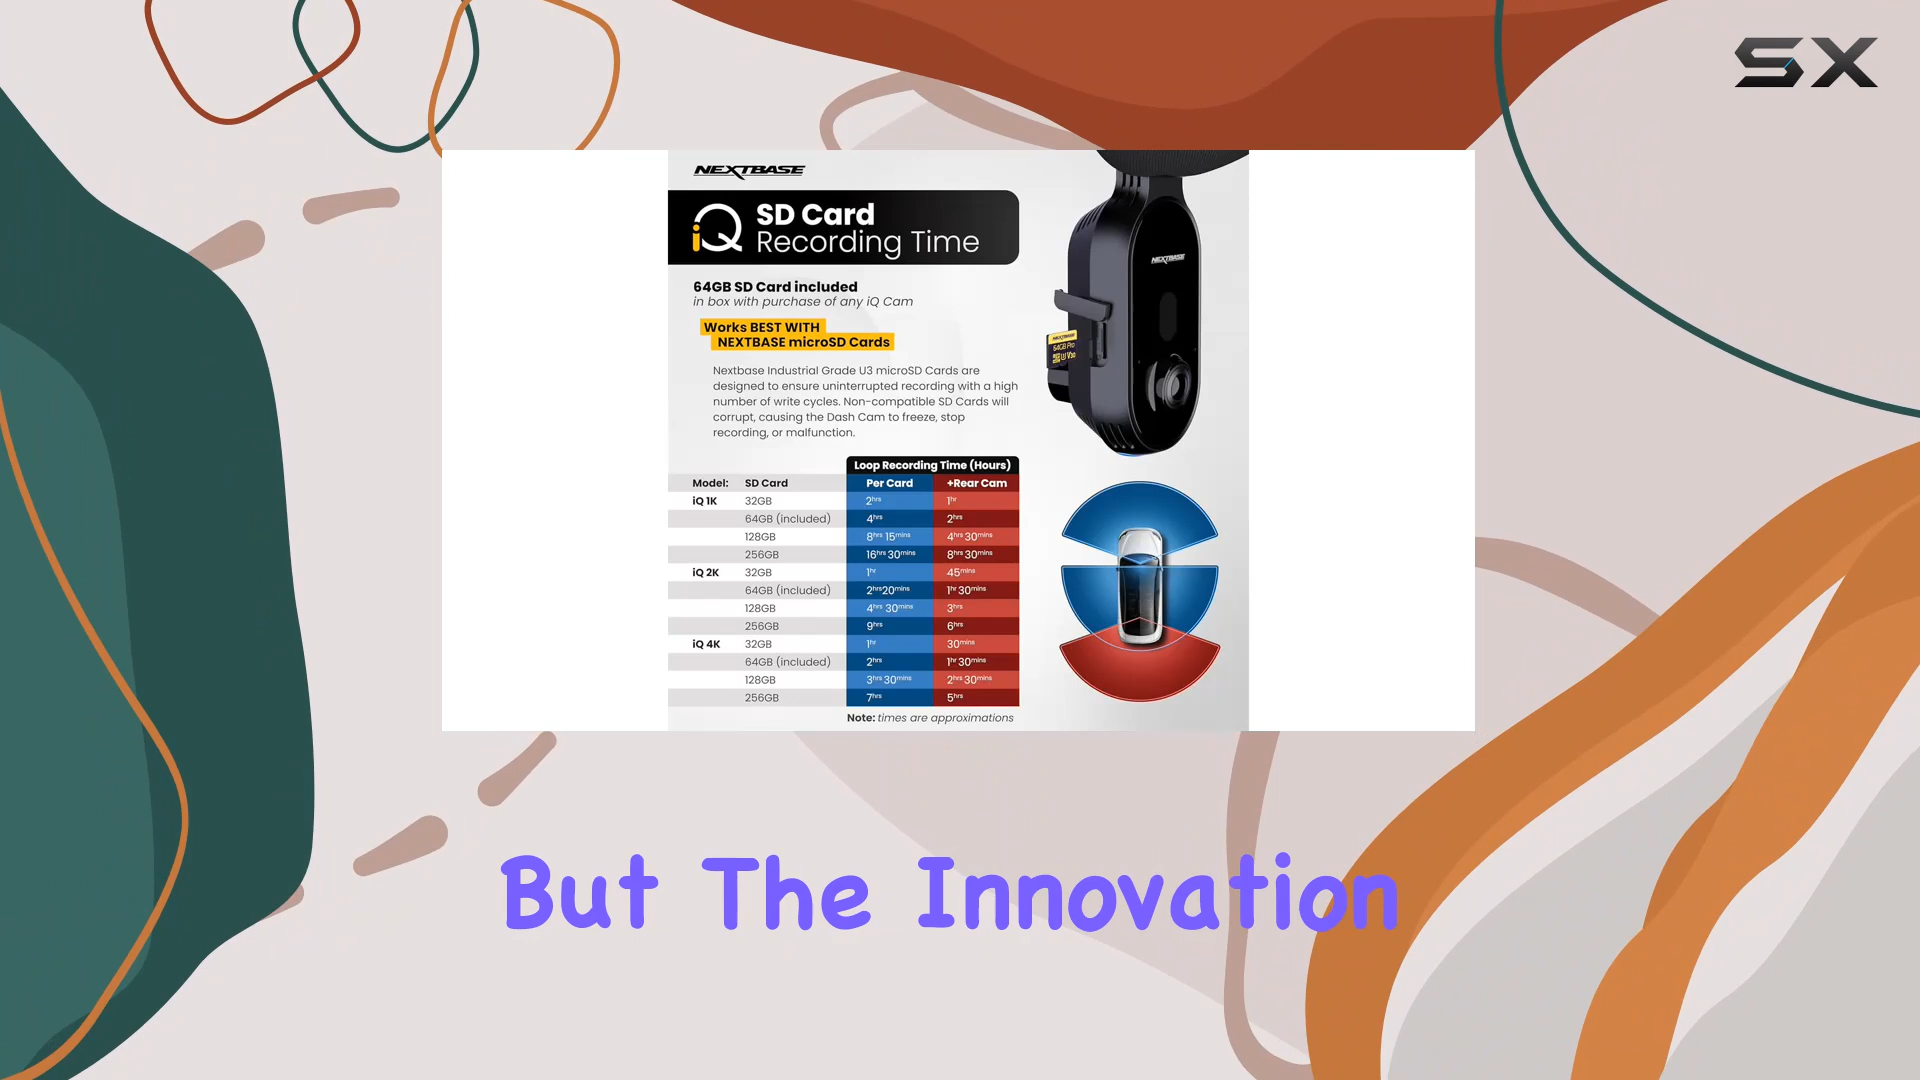 SX
NEXTBASE
iQ SD Card
Recording Time
64GB SD Card included
in box with purchase of any iQ Cam
Works BEST WITH
NEXTBASE microSD Cards
Nextbase Industrial Grade U3 microSD Cards are
designed to ensure uninterrupted recording with a high
number of write cycles. Non-compatible SD Cards will
corrupt, causing the Dash Cam to freeze, stop
recording, or malfunction.
NEXTBASE
NEXTBASE
64GB Pro
Loop Recording Time (Hours)
Model: SD Card Per Card +Rear Cam
iQ 1K 32GB 2hrs 1hr
64GB (included) 4hrs 2hrs
128GB 8hrs 15mins 4hrs 30mins
256GB 16hrs 30mins 8hrs 30mins
iQ 2K 32GB 1hr 45mins
64GB (included) 2hrs20mins 1hr 30mins
128GB 4hrs 30mins 3hrs
256GB 9hrs 6hrs
iQ 4K 32GB 1hr 30mins
64GB (included) 2hrs 1hr 30mins
128GB 3hrs 30mins 2hrs 30mins
256GB 7hrs 5hrs
Note: times are approximations
But The Innovation